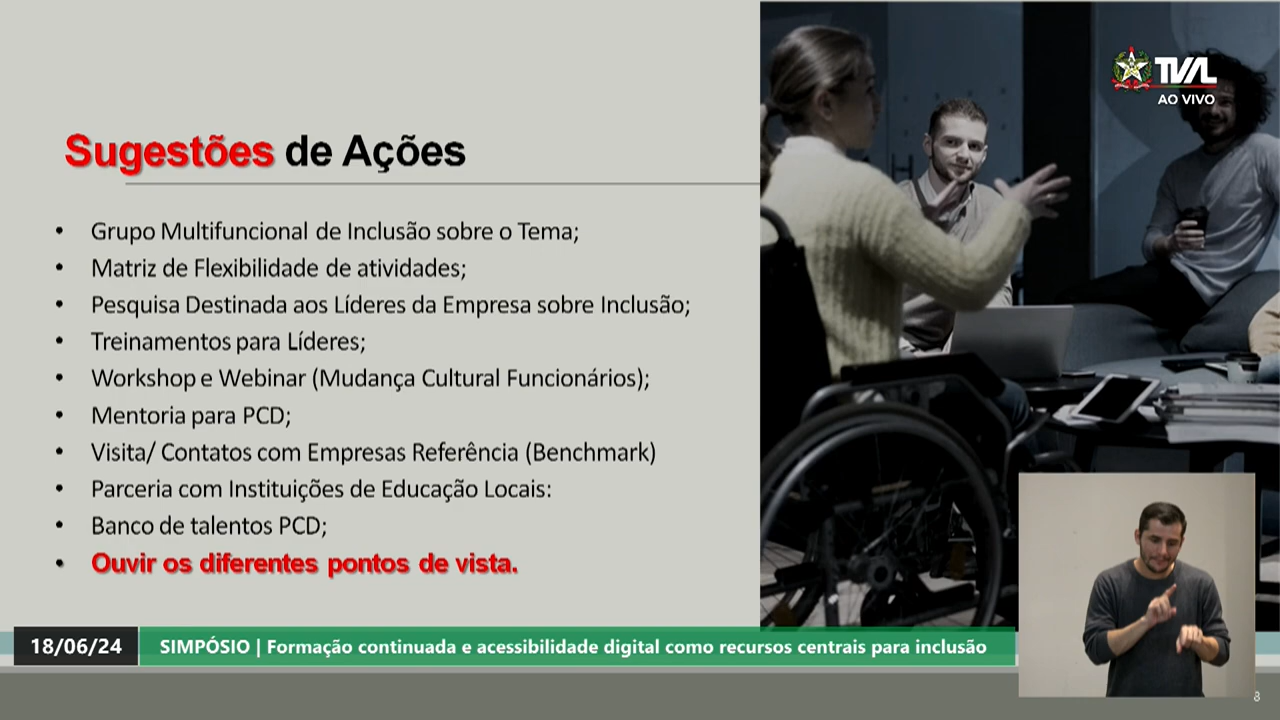 TVAL
AO VIVO
Sugestões de Ações
• Grupo Multifuncional de Inclusão sobre o Tema;
• Matriz de Flexibilidade de atividades;
• Pesquisa Destinada aos Líderes da Empresa sobre Inclusão;
• Treinamentos para Líderes;
• Workshop e Webinar (Mudança Cultural Funcionários);
• Mentoria para PCD;
• Visita/ Contatos com Empresas Referência (Benchmark)
• Parceria com Instituições de Educação Locais:
• Banco de talentos PCD;
• Ouvir os diferentes pontos de vista.
18/06/24
SIMPÓSIO | Formação continuada e acessibilidade digital como recursos centrais para inclusão
8